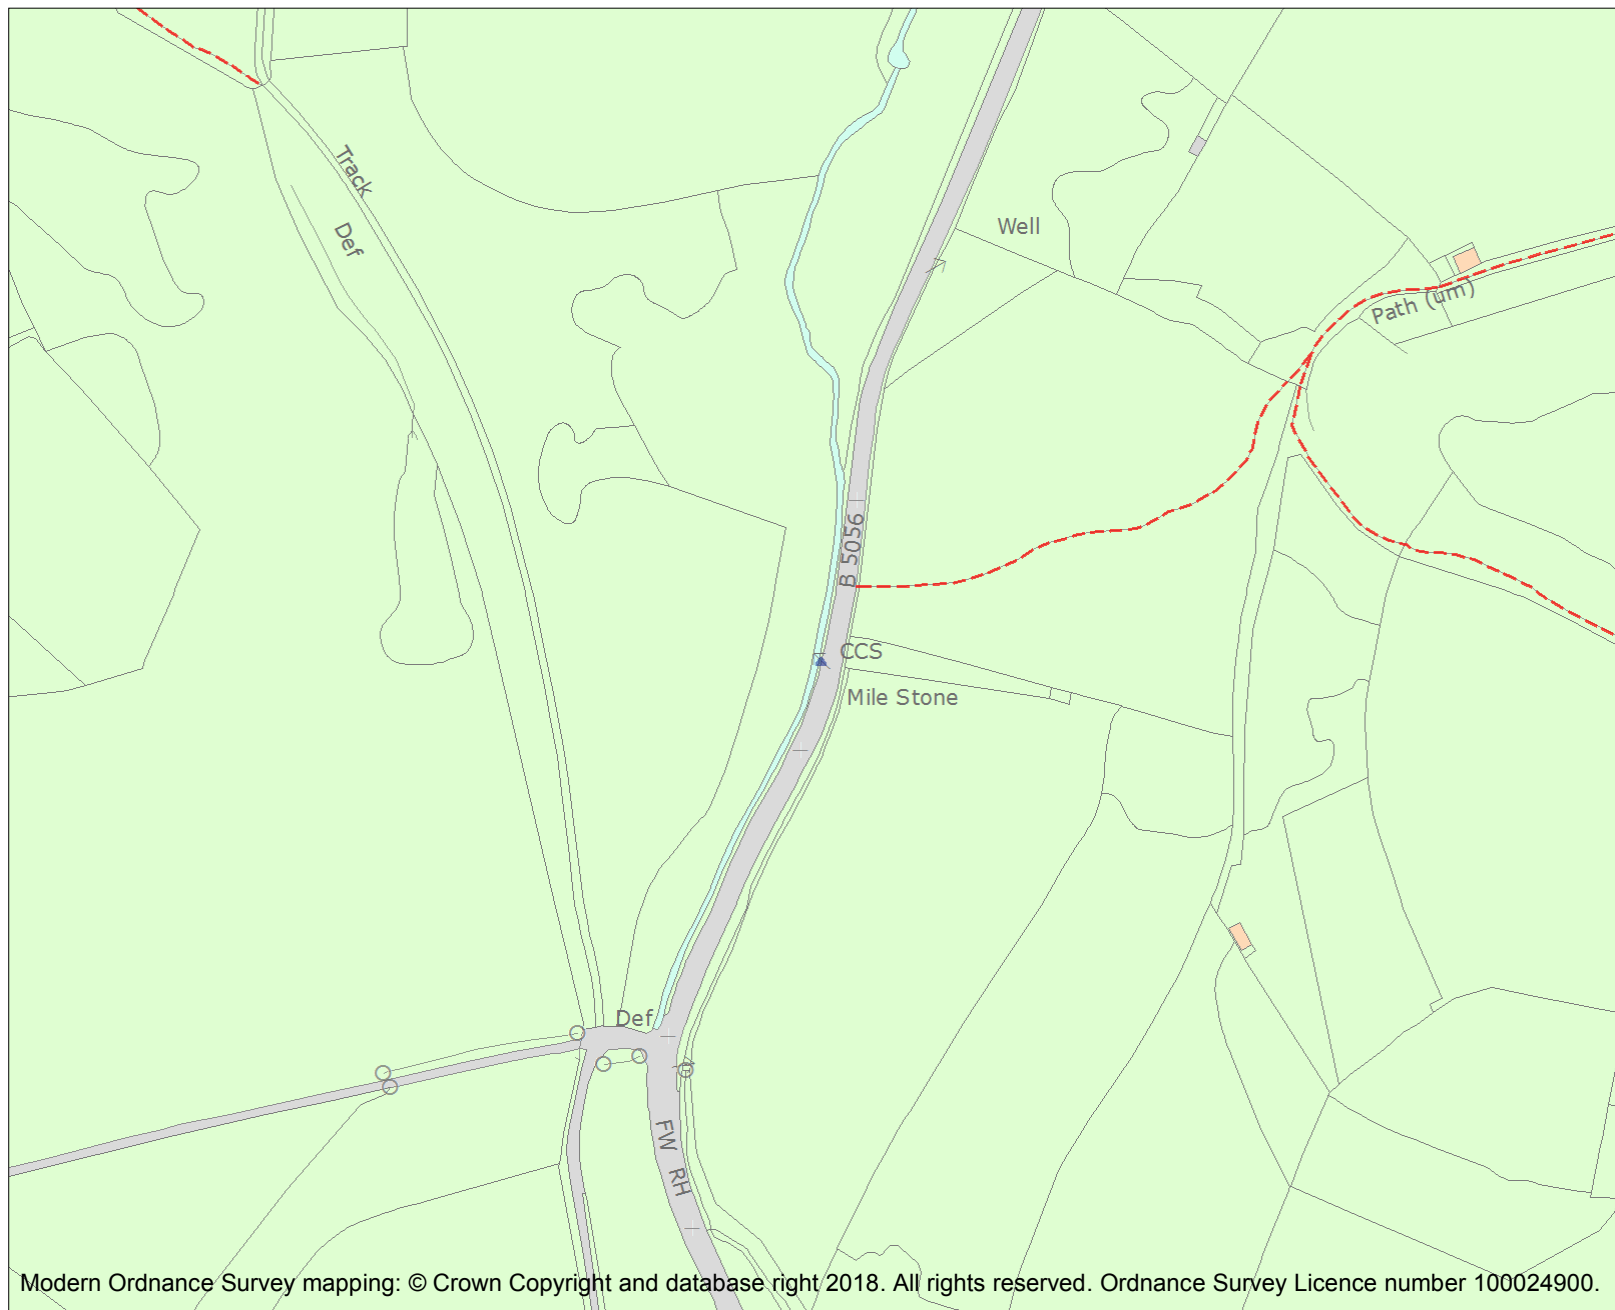 Track
Def
Well
Path (um)
B 5056
CCS
Mile Stone
Def
FW
RH
Modern Ordnance Survey mapping: © Crown Copyright and database right 2018. All rights reserved. Ordnance Survey Licence number 100024900.